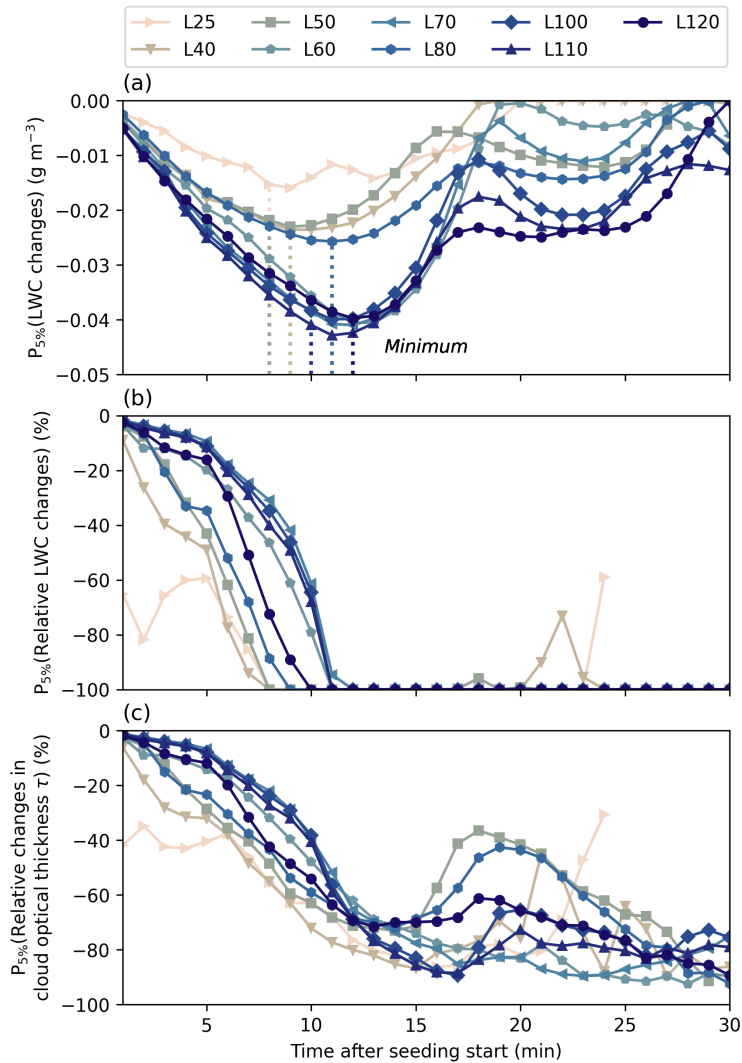 L25 L50 L70 L100 L120
L40 L60 L80 L110
(a)
P5%(LWC changes) (g m−3)
0.00
−0.01
−0.02
−0.03
−0.04
−0.05
Minimum
(b)
P5%(Relative LWC changes) (%)
0
−20
−40
−60
−80
−100
(c)
P5%(Relative changes in
cloud optical thickness τ) (%)
0
−20
−40
−60
−80
−100
5 10 15 20 25 30
Time after seeding start (min)